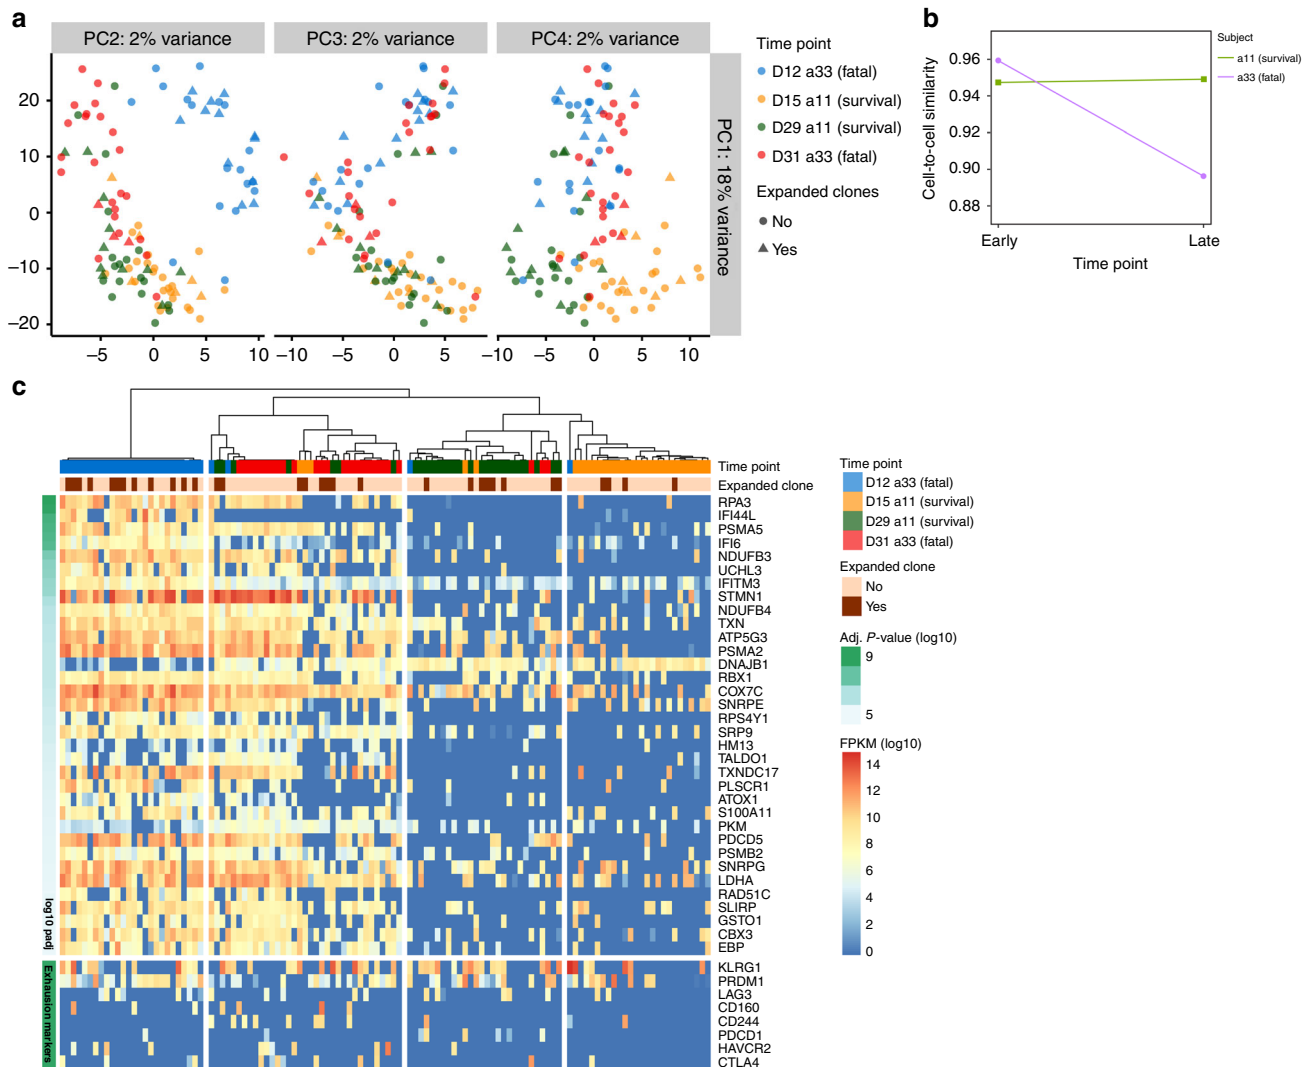 a
PC2: 2% variance
PC3: 2% variance
PC4: 2% variance
PC1: 18% variance
20
10
0
−10
−20
−5
0
5
10
−10
−5
0
5
−10
−5
0
5
10
Time point
D12 a33 (fatal)
D15 a11 (survival)
D29 a11 (survival)
D31 a33 (fatal)
Expanded clones
No
Yes
b
Cell-to-cell similarity
0.96
0.94
0.92
0.90
0.88
Early
Late
Time point
Subject
a11 (survival)
a33 (fatal)
c
Time point
Expanded clone
RPA3
IFI44L
PSMA5
IFI6
NDUFB3
UCHL3
IFITM3
STMN1
NDUFB4
TXN
ATP5G3
PSMA2
DNAJB1
RBX1
COX7C
SNRPE
RPS4Y1
SRP9
HM13
TALDO1
TXNDC17
PLSCR1
ATOX1
S100A11
PKM
PDCD5
PSMB2
SNRPG
LDHA
RAD51C
SLIRP
GSTO1
CBX3
EBP
KLRG1
PRDM1
LAG3
CD160
CD244
PDCD1
HAVCR2
CTLA4
log10 padj
Exhausion markers
Time point
D12 a33 (fatal)
D15 a11 (survival)
D29 a11 (survival)
D31 a33 (fatal)
Expanded clone
No
Yes
Adj. P-value (log10)
9
5
FPKM (log10)
14
12
10
8
6
4
2
0